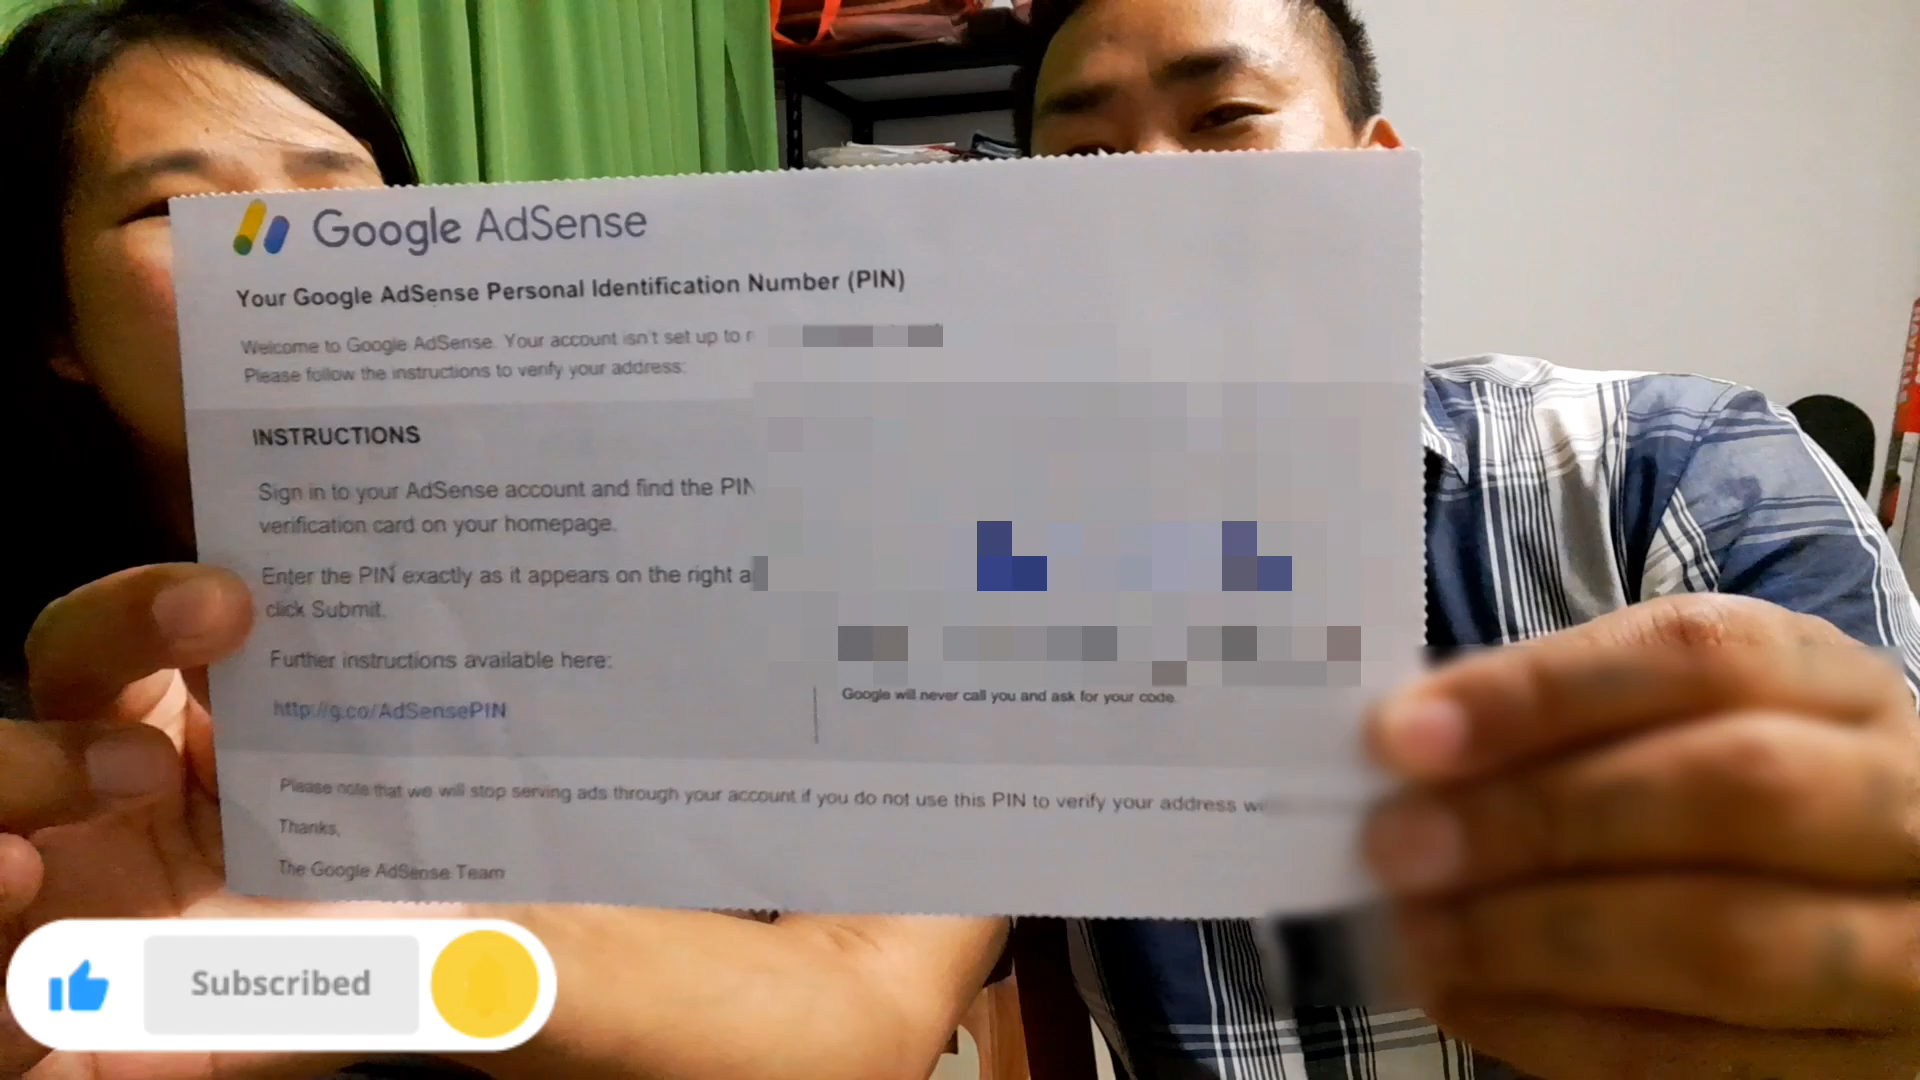 Google AdSense
Your Google AdSense Personal Identification Number (PIN)
Welcome to Google AdSense. Your account isn't set up to
Please follow the instructions to verify your address:
INSTRUCTIONS
Sign in to your AdSense account and find the PIN
verification card on your homepage.
Enter the PIN exactly as it appears on the right
click Submit.
Further instructions available here:
http://g.co/AdSensePIN
Google will never call you and ask for your code.
Please note that we will stop serving ads through your account if you do not use this PIN to verify your address
Thanks,
The Google AdSense Team
Subscribed